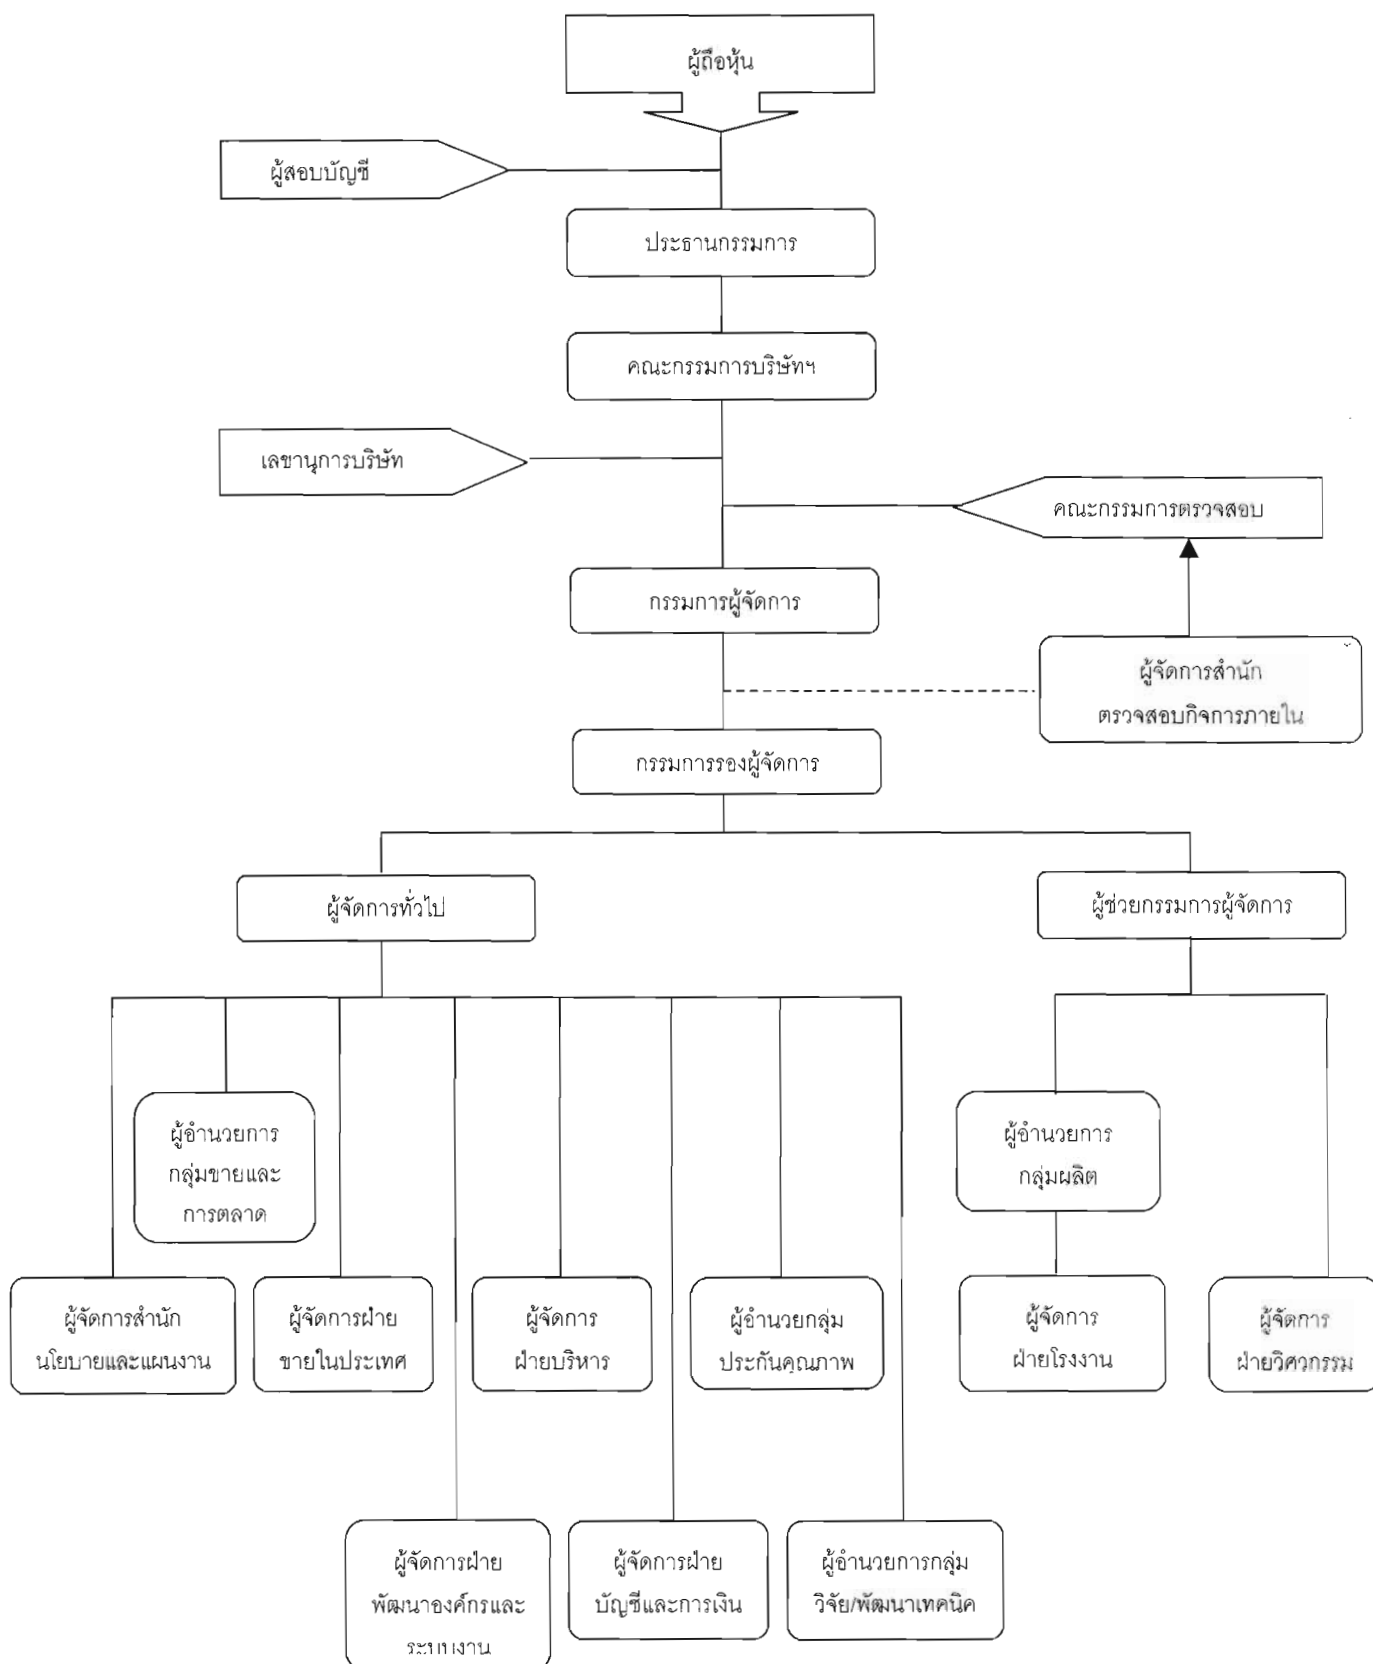 ผู้ถือหุ้น
ผู้สอบบัญชี
ประธานกรรมการ
คณะกรรมการบริษัทฯ
เลขานุการบริษัท
คณะกรรมการตรวจสอบ
กรรมการผู้จัดการ
ผู้จัดการสำนัก
ตรวจสอบกิจการภายใน
กรรมการรองผู้จัดการ
ผู้จัดการทั่วไป
ผู้ช่วยกรรมการผู้จัดการ
ผู้อำนวยการ
กลุ่มขายและ
การตลาด
ผู้อำนวยการ
กลุ่มผลิต
ผู้จัดการสำนัก
นโยบายและแผนงาน
ผู้จัดการฝ่าย
ขายในประเทศ
ผู้จัดการ
ฝ่ายบริหาร
ผู้อำนวยกลุ่ม
ประกันคุณภาพ
ผู้จัดการ
ฝ่ายโรงงาน
ผู้จัดการ
ฝ่ายวิศวกรรม
ผู้จัดการฝ่าย
พัฒนาองค์กรและ
ระบบงาน
ผู้จัดการฝ่าย
บัญชีและการเงิน
ผู้อำนวยการกลุ่ม
วิจัย/พัฒนาเทคนิค